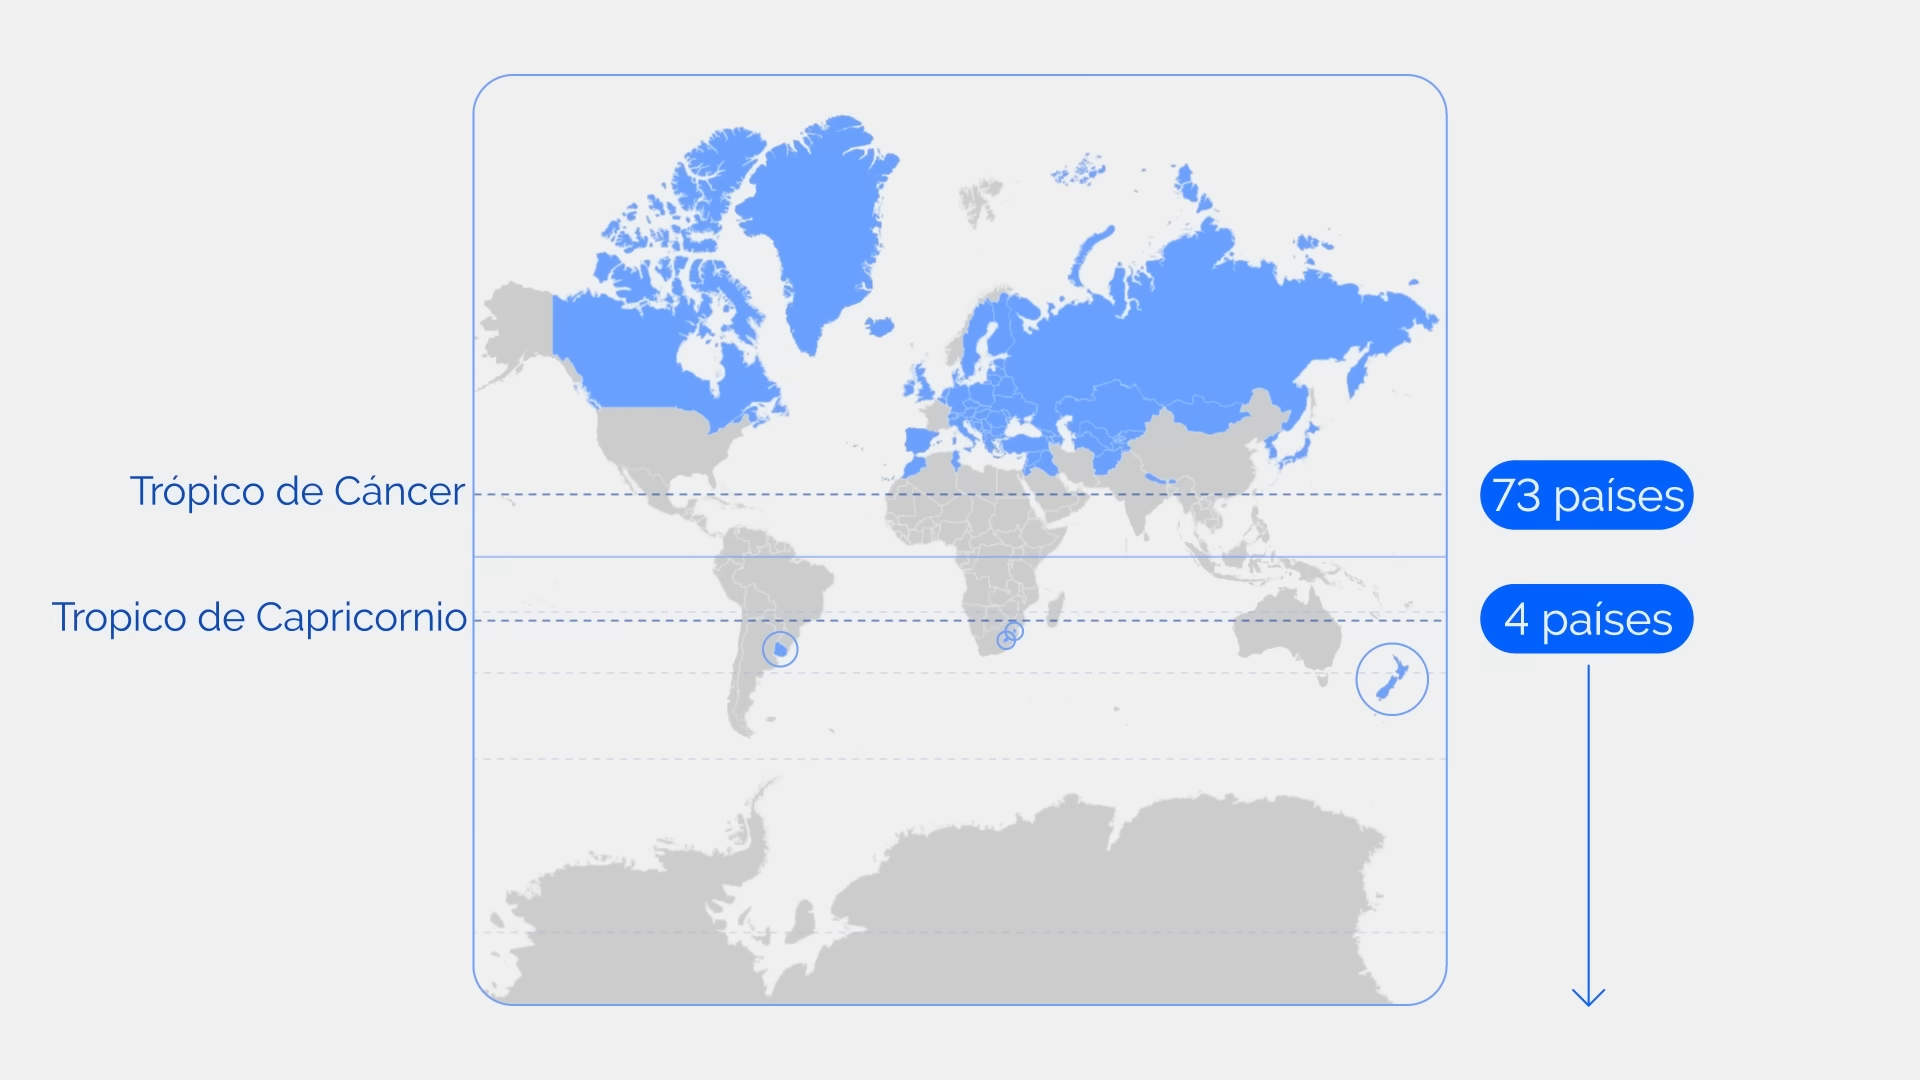 Trópico de Cáncer
73 países
Tropico de Capricornio
4 países